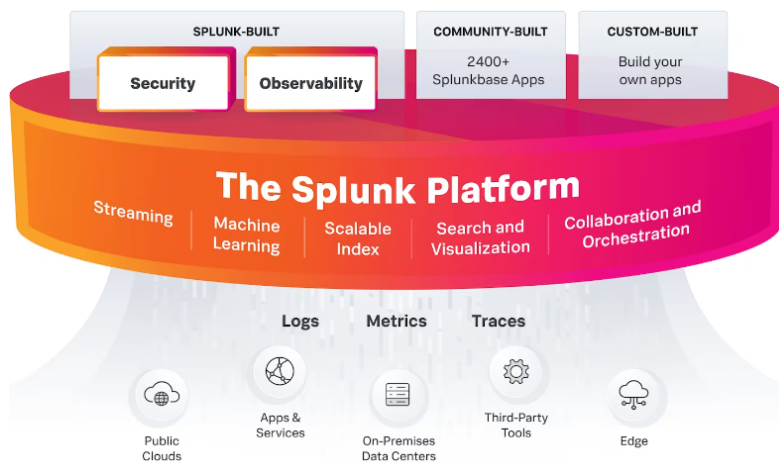 SPLUNK-BUILT
Security
Observability
COMMUNITY-BUILT
2400+
Splunkbase Apps
CUSTOM-BUILT
Build your
own apps
The Splunk Platform
Streaming
Machine
Learning
Scalable
Index
Search and
Visualization
Collaboration and
Orchestration
Logs
Metrics
Traces
Public
Clouds
Apps &
Services
On-Premises
Data Centers
Third-Party
Tools
Edge